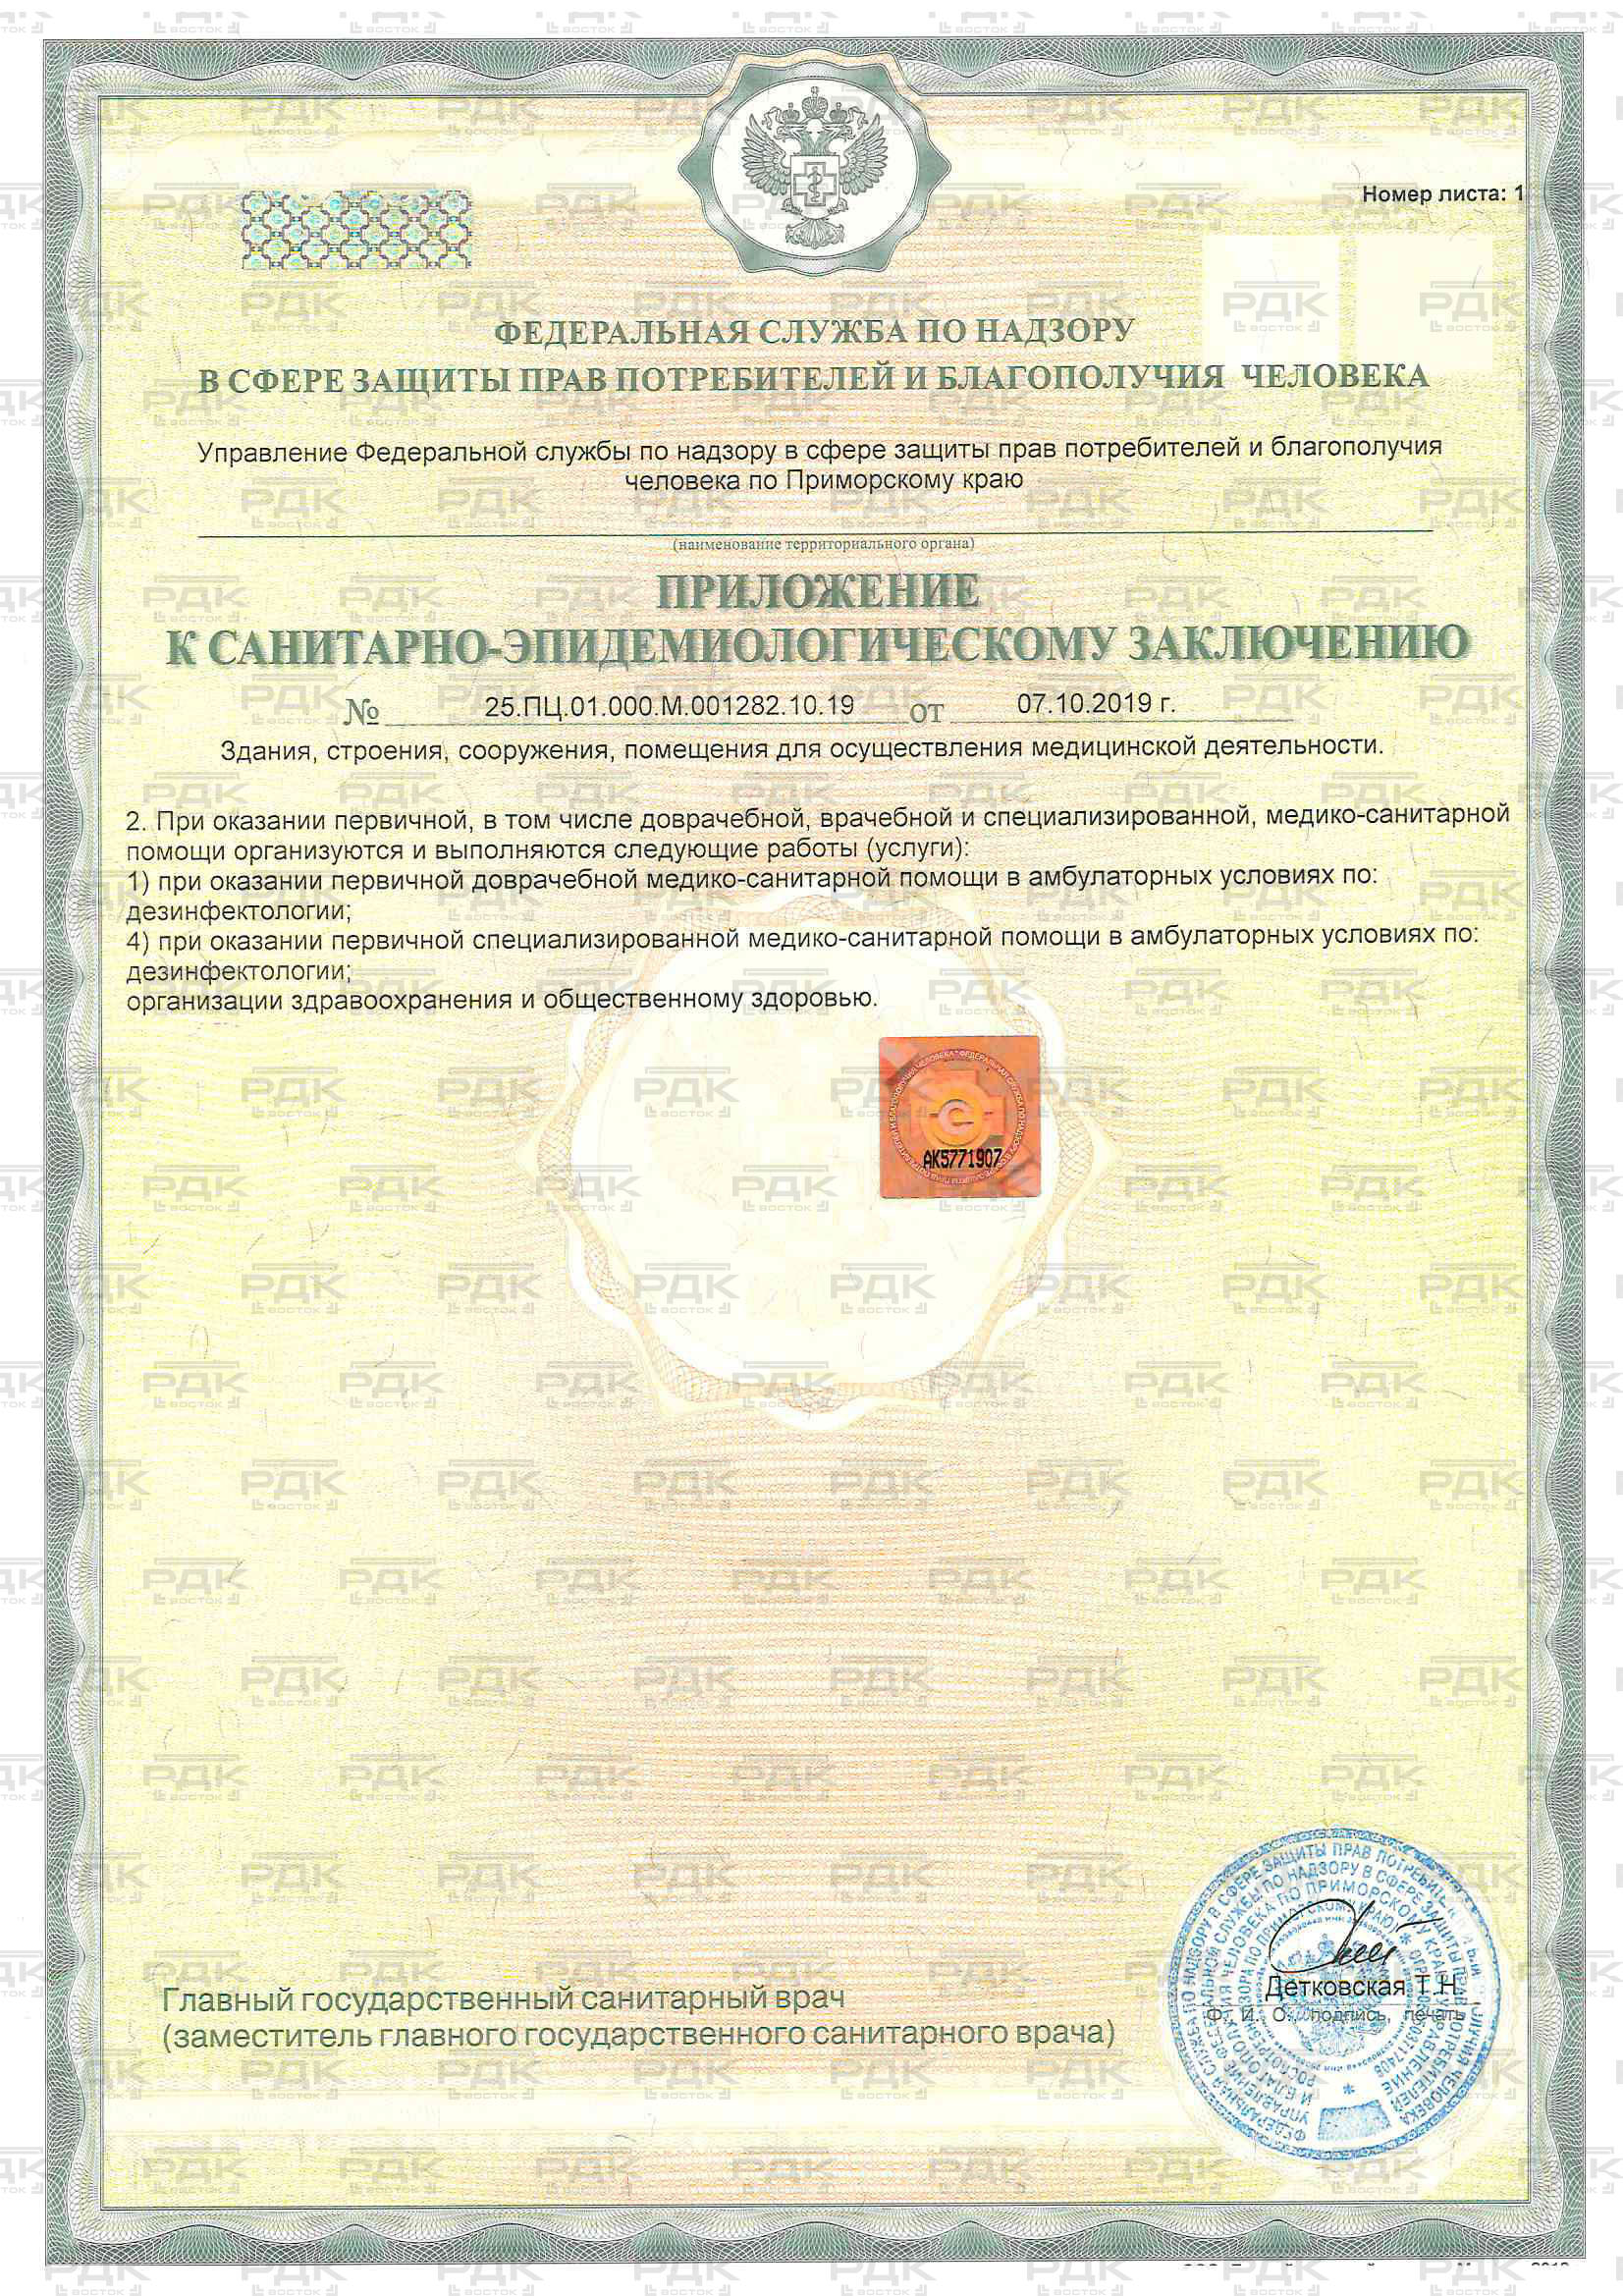 Номер листа: 1
ФЕДЕРАЛЬНАЯ СЛУЖБА ПО НАДЗОРУ
В СФЕРЕ ЗАЩИТЫ ПРАВ ПОТРЕБИТЕЛЕЙ И БЛАГОПОЛУЧИЯ ЧЕЛОВЕКА
Управление Федеральной службы по надзору в сфере защиты прав потребителей и благополучия
человека по Приморскому краю
(наименование территориального органа)
ПРИЛОЖЕНИЕ
К САНИТАРНО-ЭПИДЕМИОЛОГИЧЕСКОМУ ЗАКЛЮЧЕНИЮ
№ 25.ПЦ.01.000.М.001282.10.19 от 07.10.2019 г.
Здания, строения, сооружения, помещения для осуществления медицинской деятельности.
2. При оказании первичной, в том числе доврачебной, врачебной и специализированной, медико-санитарной
помощи организуются и выполняются следующие работы (услуги):
1) при оказании первичной доврачебной медико-санитарной помощи в амбулаторных условиях по:
дезинфектологии;
4) при оказании первичной специализированной медико-санитарной помощи в амбулаторных условиях по:
дезинфектологии;
организации здравоохранения и общественному здоровью.
АК5771907
Главный государственный санитарный врач
(заместитель главного государственного санитарного врача)
Детковская Т.Н.
Ф. И. О., подпись, печать
РДК
ВОСТОК